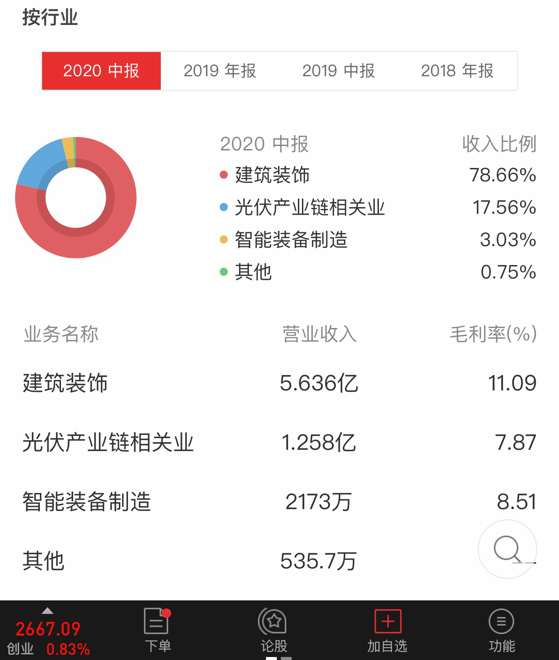 按行业
2020 中报 2019 年报 2019 中报 2018 年报
2020 中报 收入比例
建筑装饰 78.66%
光伏产业链相关业 17.56%
智能装备制造 3.03%
其他 0.75%
业务名称 营业收入 毛利率(%)
建筑装饰 5.636亿 11.09
光伏产业链相关业 1.258亿 7.87
智能装备制造 2173万 8.51
其他 535.7万 --
2667.09
创业 0.83%
下单 论股 加自选 功能